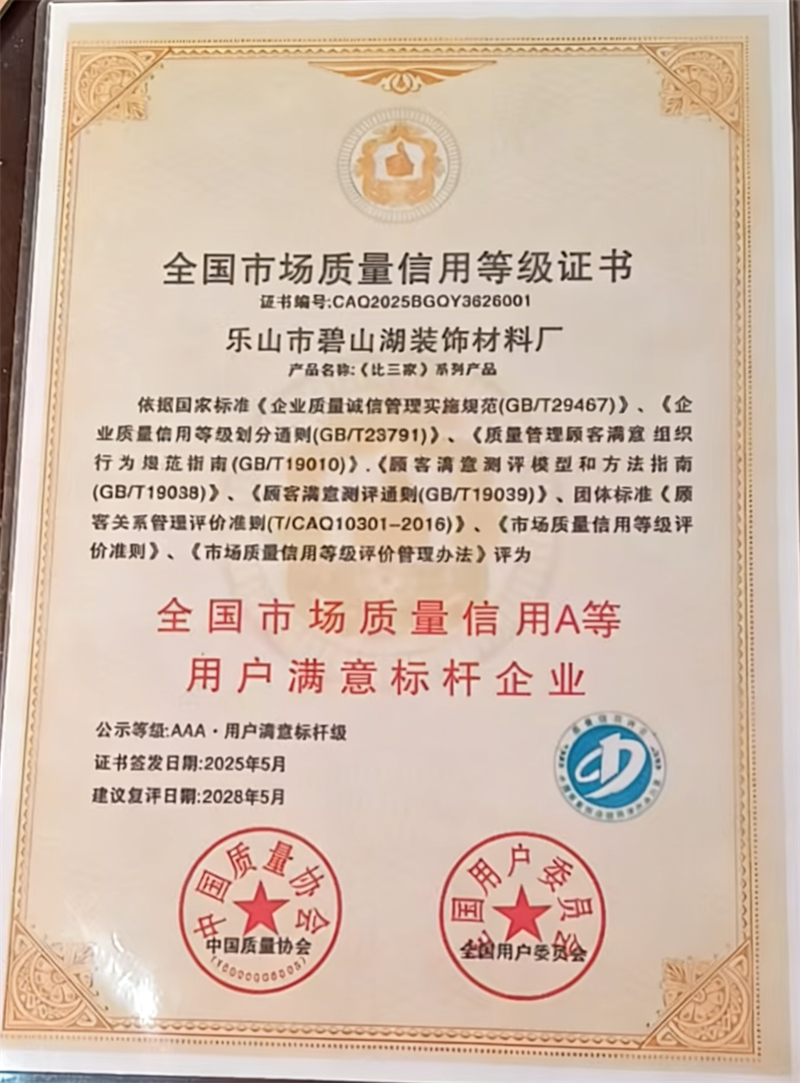 全国市场质量信用等级证书
证书编号:CAQ2025BGQY3626001
乐山市碧山湖装饰材料厂
产品名称:《比三家》系列产品
依据国家标准《企业质量诚信管理实施规范(GB/T29467)》、《企
业质量信用等级划分通则(GB/T23791)》、《质量管理顾客满意 组织
行为规范指南(GB/T19010)》.《顾客满意测评模型和方法指南
(GB/T19038)》、《顾客满意测评通则(GB/T19039)》、团体标准《顾
客关系管理评价准则(T/CAQ10301-2016)》、《市场质量信用等级评
价准则》、《市场质量信用等级评价管理办法》评为
全国市场质量信用A等
用户满意标杆企业
公示等级:AAA·用户满意标杆级
证书签发日期:2025年5月
建议复评日期:2028年5月
中国质量协会
中国质量协会
全国用户委员会
全国用户委员会